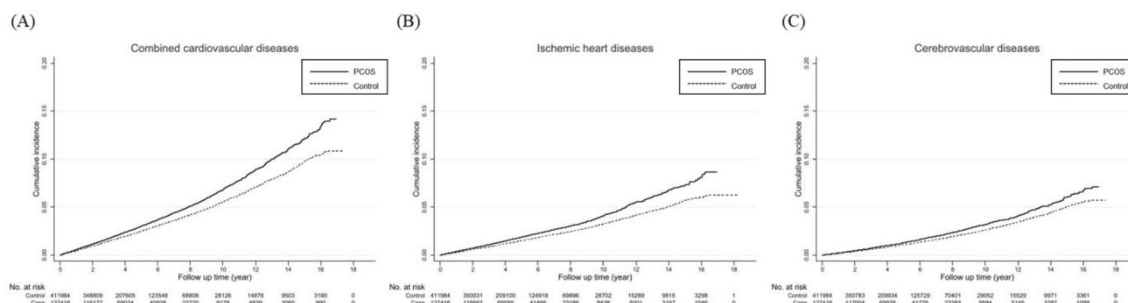 (A)
(B)
(C)
Combined cardiovascular diseases
Ischemic heart diseases
Cerebrovascular diseases
PCOS
Control
PCOS
Control
PCOS
Control
0.20
0.15
0.10
0.05
0.00
0.20
0.15
0.10
0.05
0.00
0.20
0.15
0.10
0.05
0.00
Cumulative incidence
Cumulative incidence
Cumulative incidence
0 2 4 6 8 10 12 14 16 18
0 2 4 6 8 10 12 14 16 18
0 2 4 6 8 10 12 14 16 18
Follow up time (year)
Follow up time (year)
Follow up time (year)
No. at risk
No. at risk
No. at risk
Control 411984 348809 207605 123548 68808 28126 14876 9503 3180 0
Control 411984 350031 209100 124918 69896 28702 15289 9815 3298 1
Control 411984 350783 209934 125729 70401 29052 15529 9971 3361 0